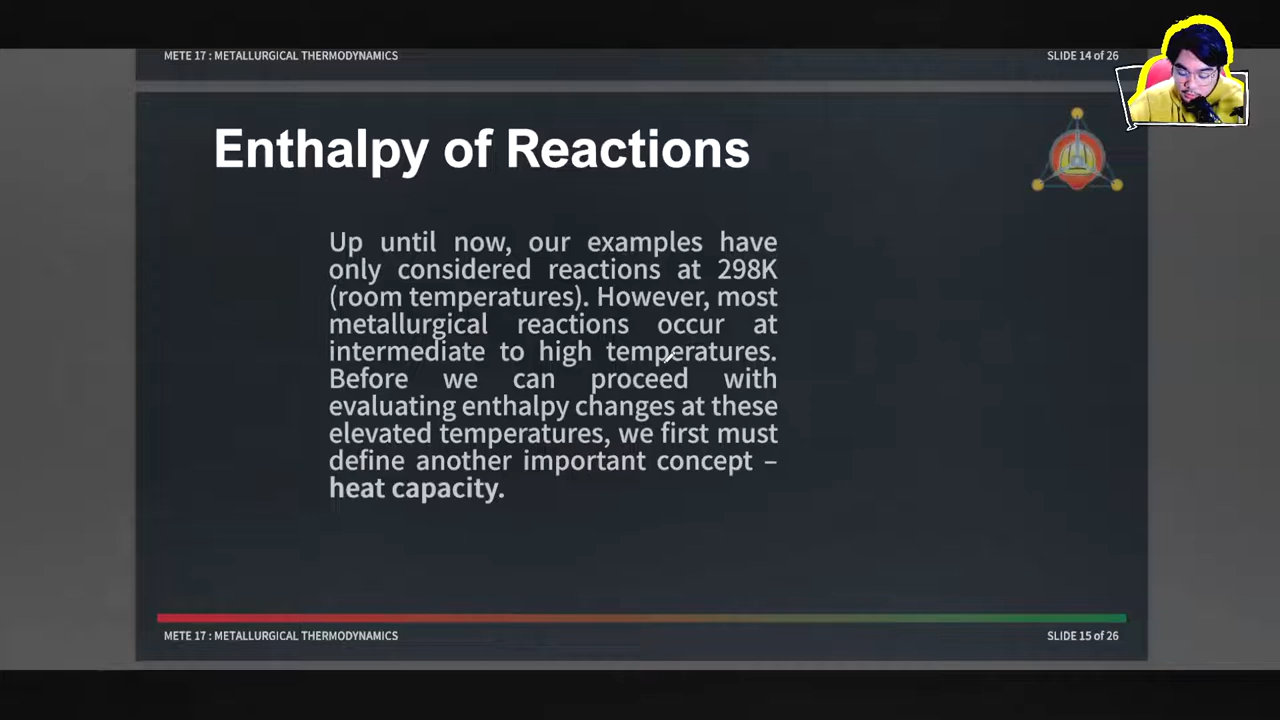 METE 17 : METALLURGICAL THERMODYNAMICS
SLIDE 14 of 26
Enthalpy of Reactions
Up until now, our examples have
only considered reactions at 298K
(room temperatures). However, most
metallurgical reactions occur at
intermediate to high temperatures.
Before we can proceed with
evaluating enthalpy changes at these
elevated temperatures, we first must
define another important concept –
heat capacity.
METE 17 : METALLURGICAL THERMODYNAMICS
SLIDE 15 of 26